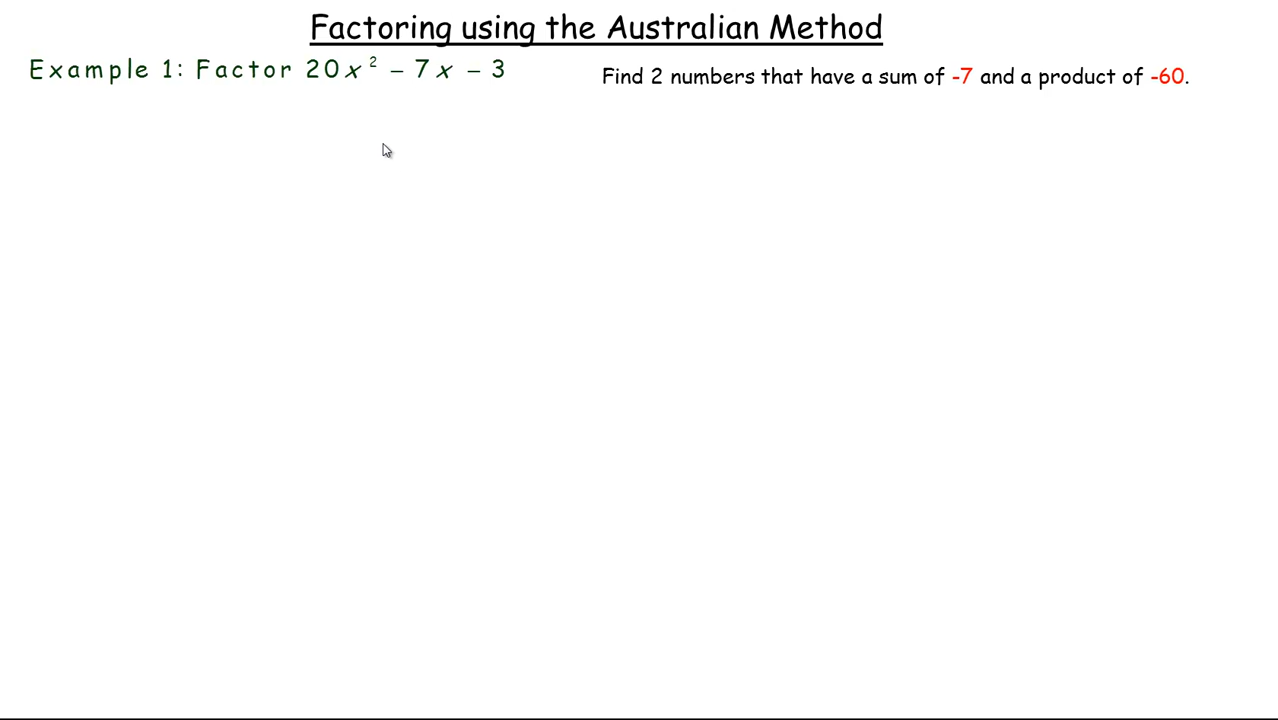 Factoring using the Australian Method
Example 1: Factor 20x² – 7x – 3
Find 2 numbers that have a sum of -7 and a product of -60.